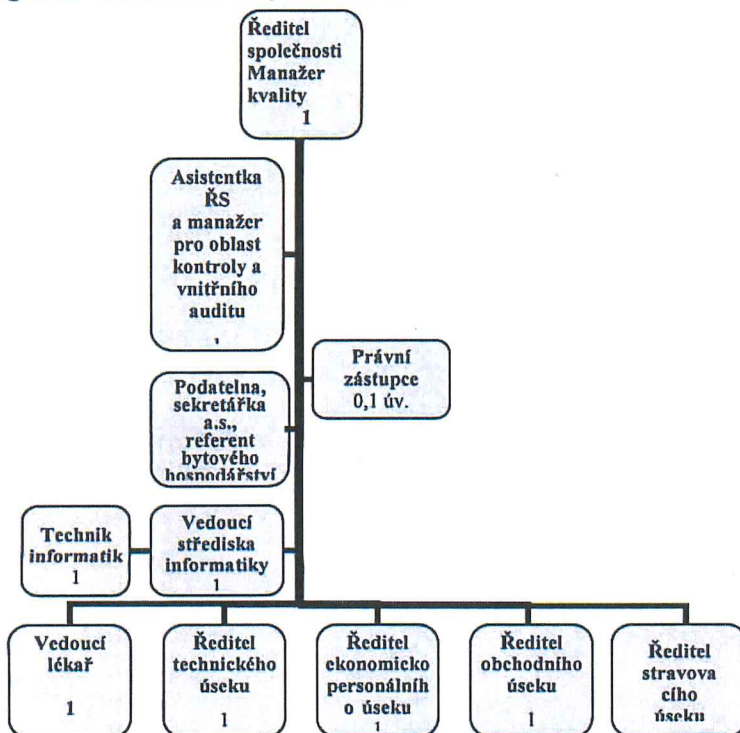 Ředitel
společnosti
Manažer
kvality
1
Asistentka
ŘS
a manažer
pro oblast
kontroly a
vnitřního
auditu
1
Právní
zástupce
0,1 úv.
Podatelna,
sekretářka
a.s.,
referent
bytového
hospodářství
Technik
informatik
1
Vedoucí
střediska
informatiky
1
Vedoucí
lékař
1
Ředitel
technického
úseku
1
Ředitel
ekonomicko
personálníh
o úseku
1
Ředitel
obchodního
úseku
1
Ředitel
stravova
cího
úseku